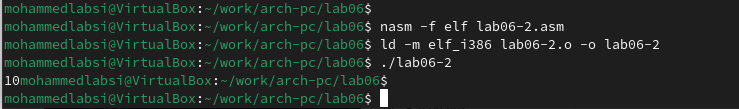 mohammedlabsi@VirtualBox:~/work/arch-pc/lab06$
mohammedlabsi@VirtualBox:~/work/arch-pc/lab06$ nasm -f elf lab06-2.asm
mohammedlabsi@VirtualBox:~/work/arch-pc/lab06$ ld -m elf_i386 lab06-2.o -o lab06-2
mohammedlabsi@VirtualBox:~/work/arch-pc/lab06$ ./lab06-2
10mohammedlabsi@VirtualBox:~/work/arch-pc/lab06$
mohammedlabsi@VirtualBox:~/work/arch-pc/lab06$